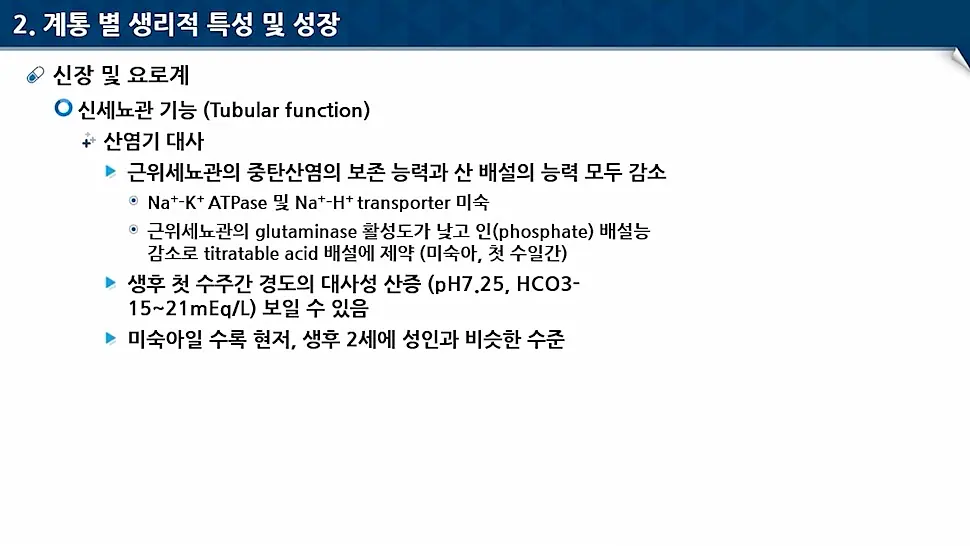 2. 계통 별 생리적 특성 및 성장
신장 및 요로계
신세뇨관 기능 (Tubular function)
산염기 대사
근위세뇨관의 중탄산염의 보존 능력과 산 배설의 능력 모두 감소
Na⁺-K⁺ ATPase 및 Na⁺-H⁺ transporter 미숙
근위세뇨관의 glutaminase 활성도가 낮고 인(phosphate) 배설능
감소로 titratable acid 배설에 제약 (미숙아, 첫 수일간)
생후 첫 수주간 경도의 대사성 산증 (pH7.25, HCO3-
15~21mEq/L) 보일 수 있음
미숙아일 수록 현저, 생후 2세에 성인과 비슷한 수준